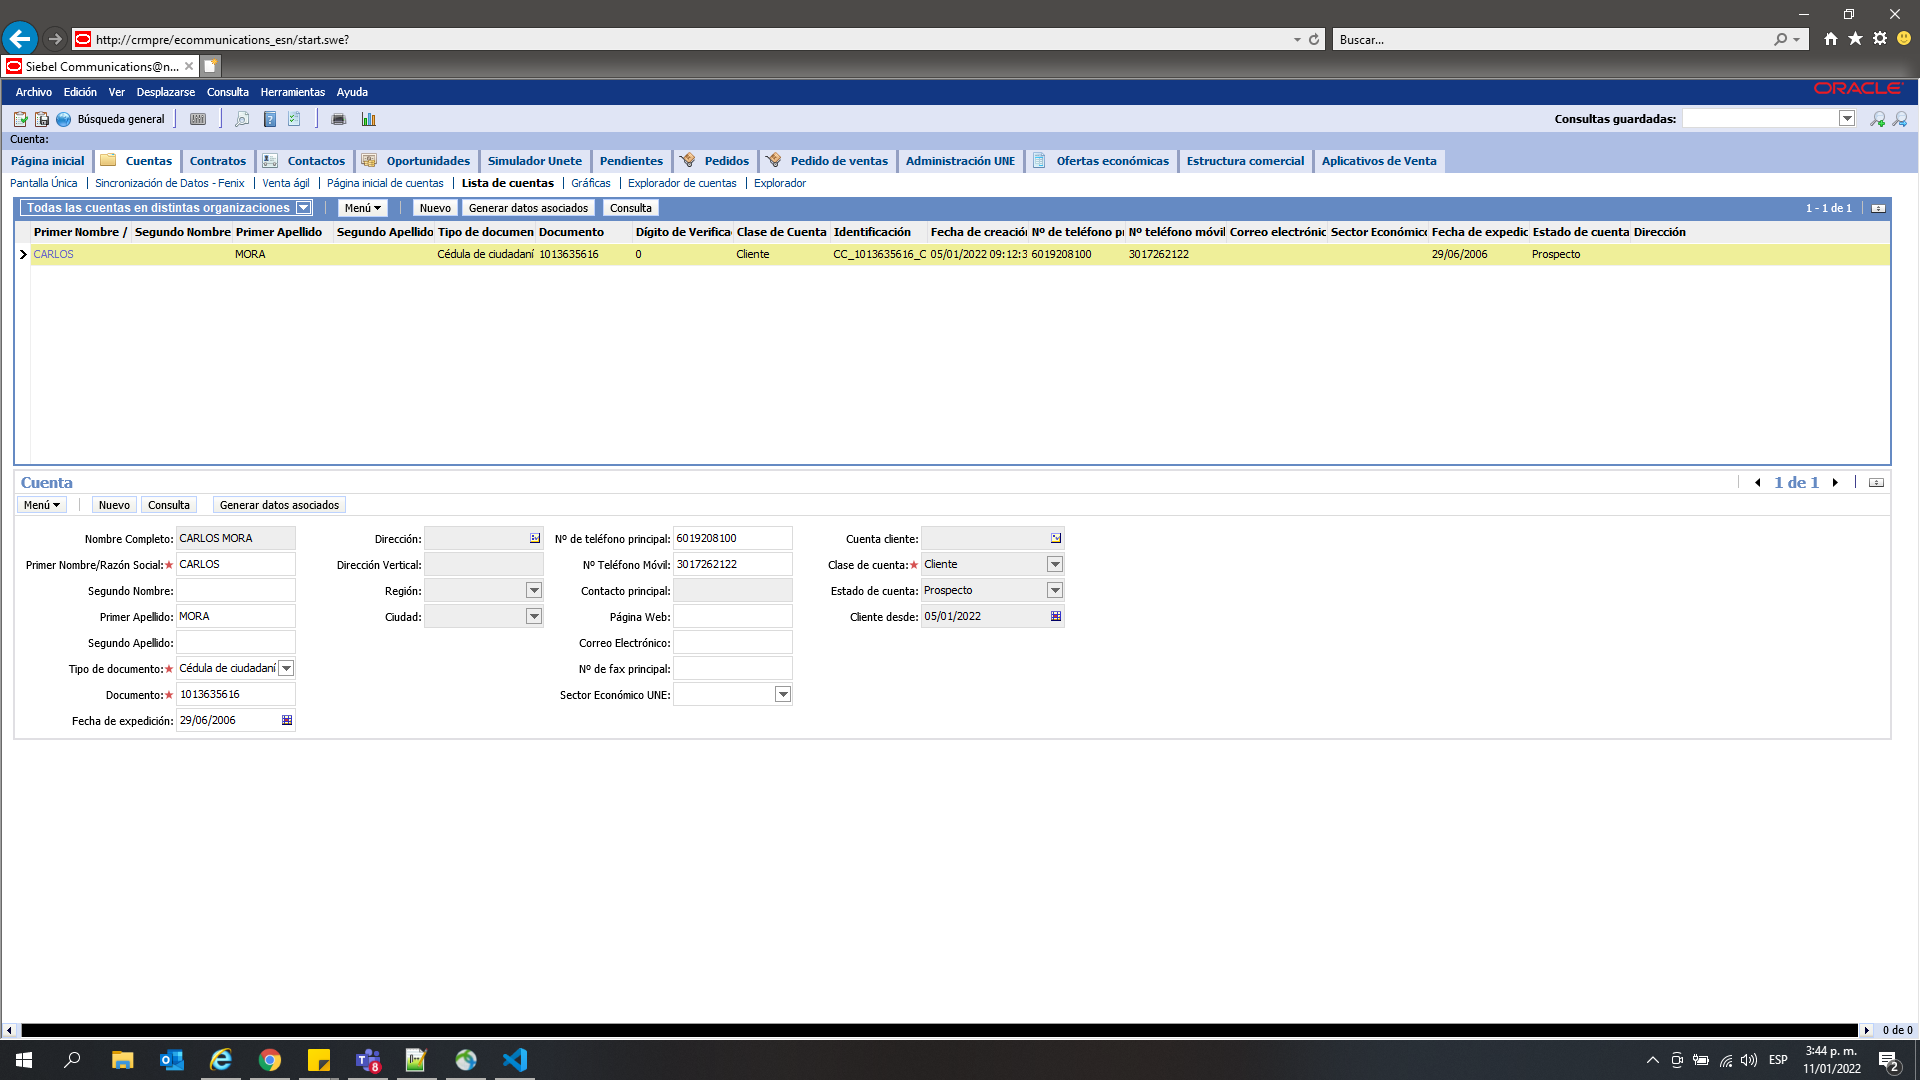 http://crmpre/ecommunications_esn/start.swe?
Buscar...
Siebel Communications@n...
Archivo Edición Ver Desplazarse Consulta Herramientas Ayuda
ORACLE
Búsqueda general
Consultas guardadas:
Cuenta:
Página inicial Cuentas Contratos Contactos Oportunidades Simulador Unete Pendientes Pedidos Pedido de ventas Administración UNE Ofertas económicas Estructura comercial Aplicativos de Venta
Pantalla Única Sincronización de Datos - Fenix Venta ágil Página inicial de cuentas Lista de cuentas Gráficas Explorador de cuentas Explorador
Todas las cuentas en distintas organizaciones Menú Nuevo Generar datos asociados Consulta 1 - 1 de 1
Primer Nombre / Segundo Nombre Primer Apellido Segundo Apellido Tipo de documen Documento Dígito de Verifica Clase de Cuenta Identificación Fecha de creación Nº de teléfono pr Nº teléfono móvil Correo electrónic Sector Económico Fecha de expedic Estado de cuenta Dirección
CARLOS MORA Cédula de ciudadaní 1013635616 0 Cliente CC_1013635616_C 05/01/2022 09:12:3 6019208100 3017262122 29/06/2006 Prospecto
Cuenta
1 de 1
Menú Nuevo Consulta Generar datos asociados
Nombre Completo: CARLOS MORA Dirección: Nº de teléfono principal: 6019208100 Cuenta cliente:
Primer Nombre/Razón Social:★ CARLOS Dirección Vertical: Nº Teléfono Móvil: 3017262122 Clase de cuenta:★ Cliente
Segundo Nombre: Región: Contacto principal: Estado de cuenta: Prospecto
Primer Apellido: MORA Ciudad: Página Web: Cliente desde: 05/01/2022
Segundo Apellido: Correo Electrónico:
Tipo de documento:★ Cédula de ciudadaní Nº de fax principal:
Documento:★ 1013635616 Sector Económico UNE:
Fecha de expedición: 29/06/2006
0 de 0
8
ESP
3:44 p. m.
11/01/2022
2